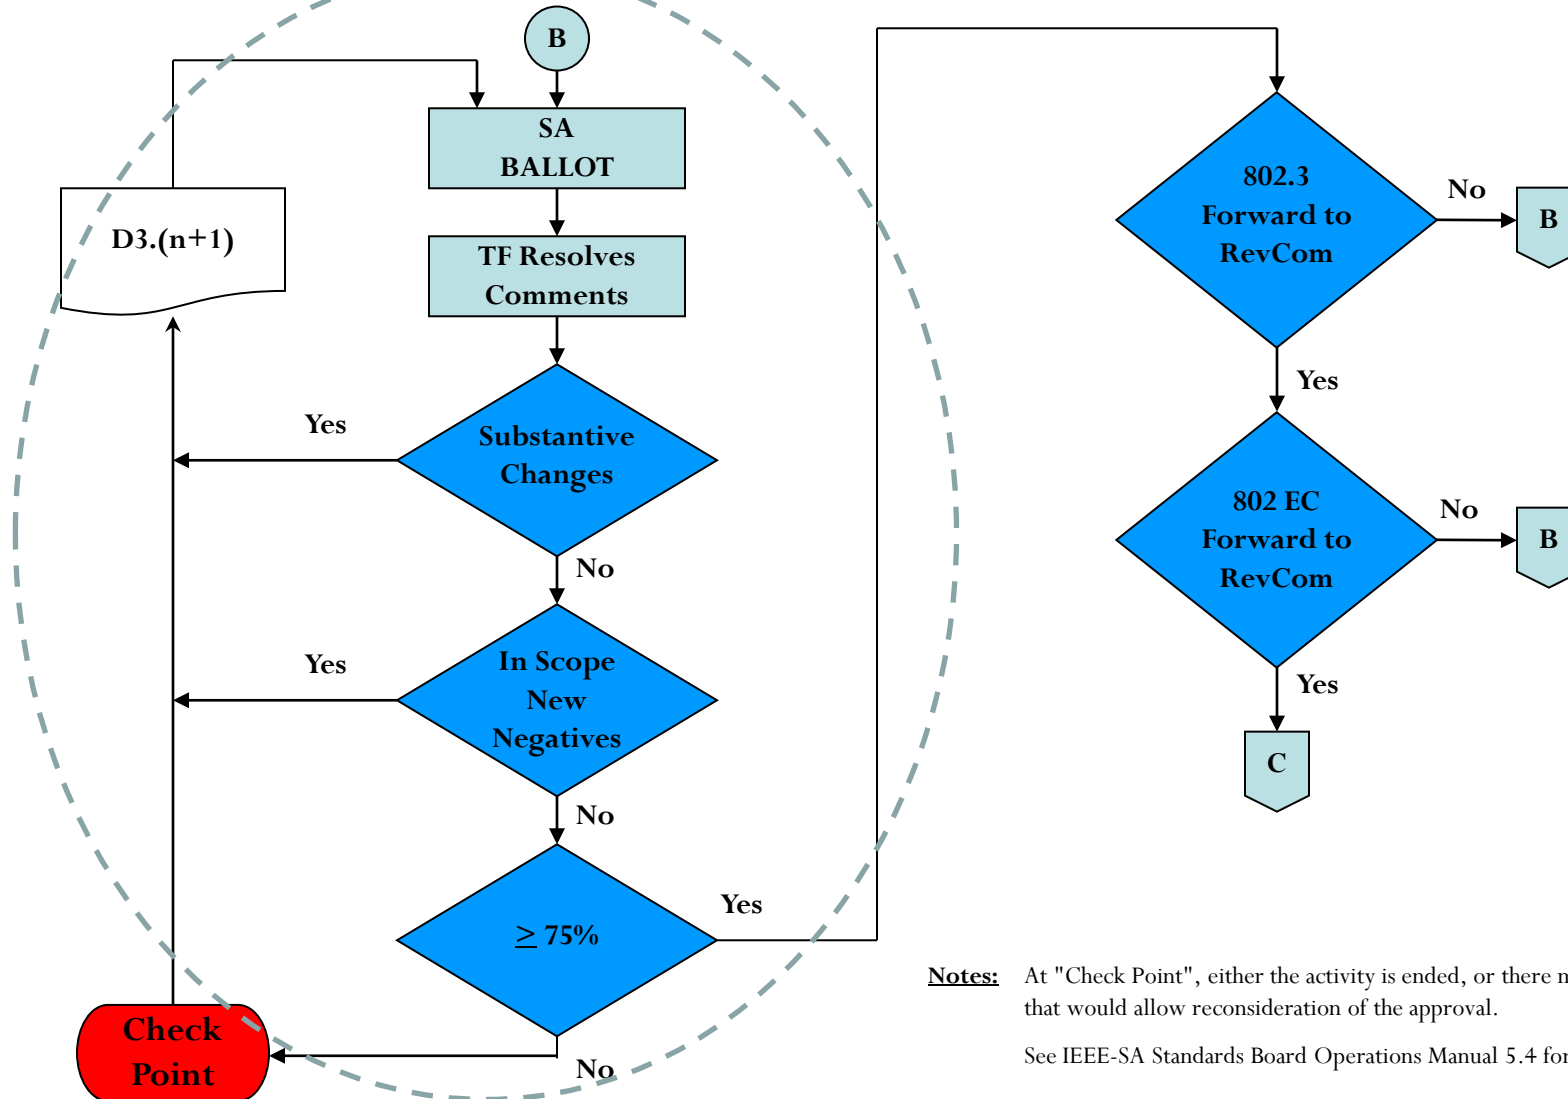 B
SA
BALLOT
D3.(n+1)
TF Resolves
Comments
Yes
Substantive
Changes
No
Yes
In Scope
New
Negatives
No
≥ 75%
Yes
Check
Point
No
802.3
Forward to
RevCom
No
B
Yes
802 EC
Forward to
RevCom
No
B
Yes
C
Notes: At "Check Point", either the activity is ended, or there
that would allow reconsideration of the approval.
See IEEE-SA Standards Board Operations Manual 5.4 for